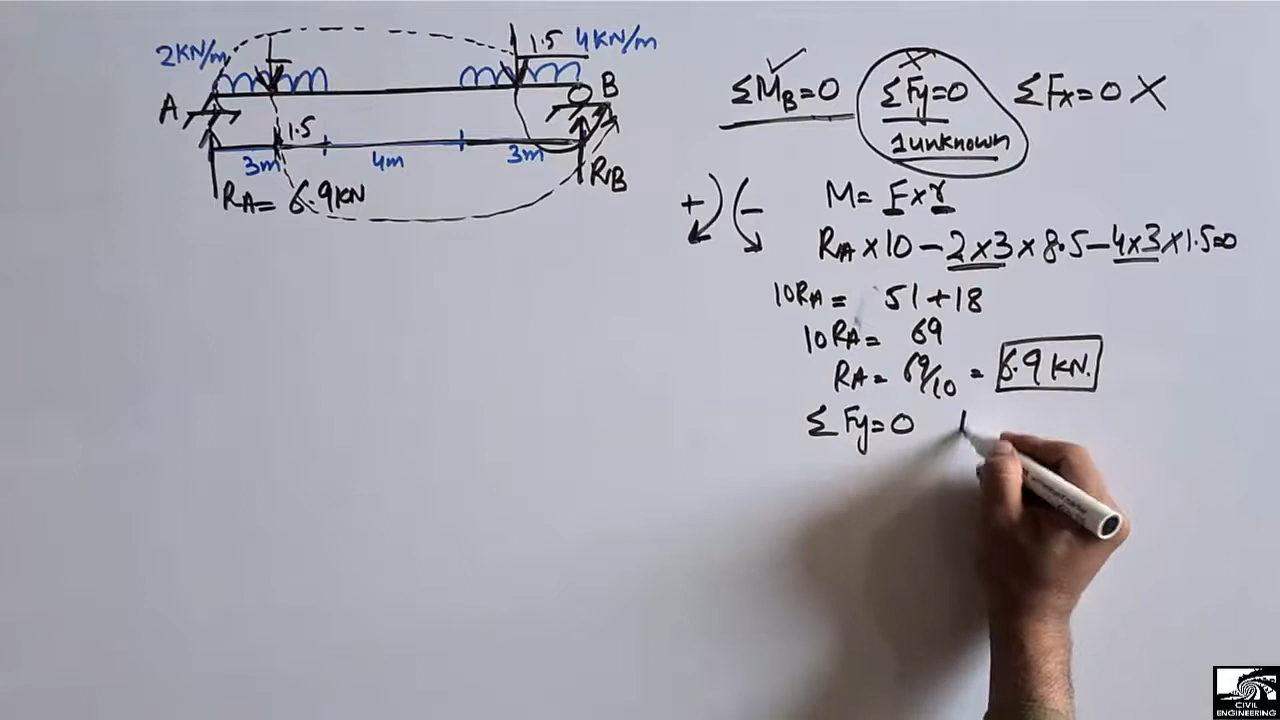 2KN/m
1.5 4KN/m
A
B
1.5
3m 4m 3m
RA= 6.9KN
RB
ΣMB=0 ΣFy=0 ΣFx=0 X
1unknown
+ −
M= F×r
RA×10−2×3×8.5−4×3×1.5=0
10RA= 51+18
10RA= 69
RA= 69/10 = 6.9 KN.
ΣFy=0
CIVIL
ENGINEERING